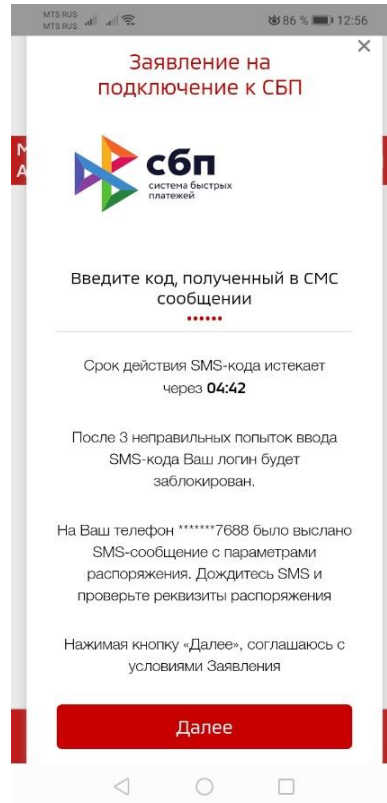 MTS RUS
MTS RUS
86 % 12:56
Заявление на
подключение к СБП
М
А
сбп
система быстрых
платежей
Введите код, полученный в СМС
сообщении
••••••
Срок действия SMS-кода истекает
через 04:42
После 3 неправильных попыток ввода
SMS-кода Ваш логин будет
заблокирован.
На Ваш телефон *******7688 было выслано
SMS-сообщение с параметрами
распоряжения. Дождитесь SMS и
проверьте реквизиты распоряжения
Нажимая кнопку «Далее», соглашаюсь с
условиями Заявления
Далее